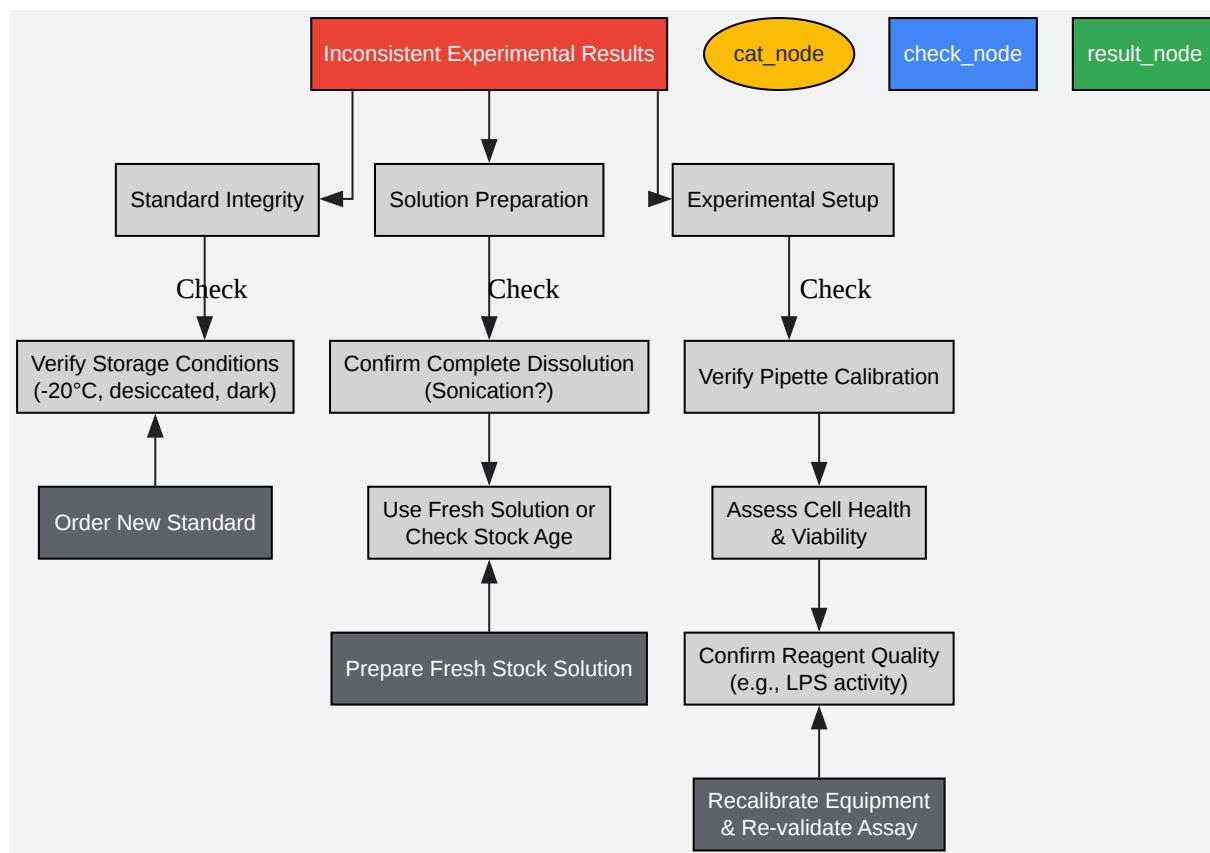 Inconsistent Experimental Results
cat_node
check_node
result_node
Standard Integrity
Solution Preparation
Experimental Setup
Check
Check
Check
Verify Storage Conditions
(-20°C, desiccated, dark)
Confirm Complete Dissolution
(Sonication?)
Verify Pipette Calibration
Order New Standard
Use Fresh Solution or
Check Stock Age
Assess Cell Health
& Viability
Prepare Fresh Stock Solution
Confirm Reagent Quality
(e.g., LPS activity)
Recalibrate Equipment
& Re-validate Assay